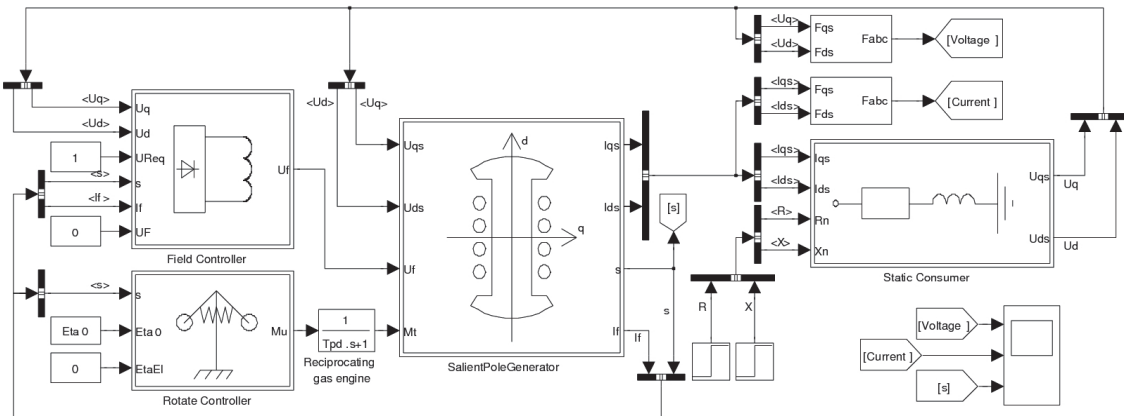 <Uq>
Fqs
<Ud>
Fds
Fabc
[Voltage ]
<Iqs>
Fqs
<Ids>
Fds
Fabc
[Current ]
<Uq>
Uq
<Ud>
Ud
1
UReq
<s>
s
<If >
If
0
UF
Uf
Field Controller
<s>
s
Eta 0
Eta 0
0
EtaEl
Mu
Rotate Controller
1
Tpd .s+1
Reciprocating
gas engine
<Ud>
<Uq>
Uqs
Uds
Uf
Mt
d
q
Iqs
Ids
s
If
SalientPoleGenerator
If
s
[s]
R
X
<Iqs>
Iqs
<Ids>
Ids
<R>
Rn
<X>
Xn
Uqs
Uds
Uq
Ud
Static Consumer
[Voltage ]
[Current ]
[s]